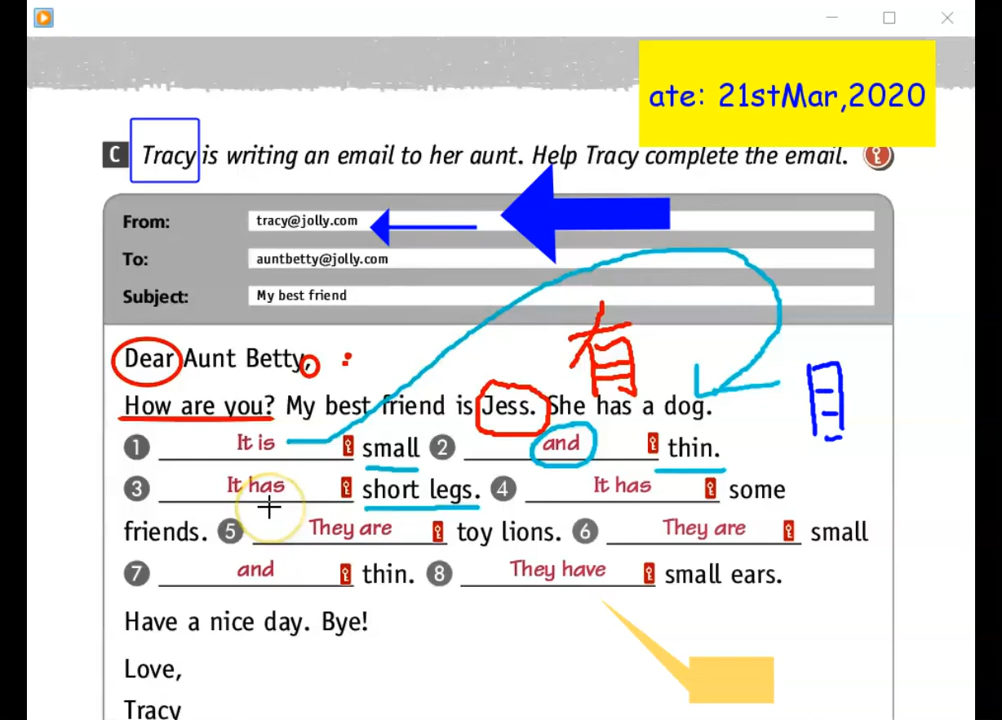 ate: 21stMar,2020
C Tracy is writing an email to her aunt. Help Tracy complete the email.
From: tracy@jolly.com
To: auntbetty@jolly.com
Subject: My best friend
有
Dear Aunt Betty, :
How are you? My best friend is Jess. She has a dog.
目
1 It is small 2 and thin.
3 It has short legs. 4 It has some
friends. 5 They are toy lions. 6 They are small
7 and thin. 8 They have small ears.
Have a nice day. Bye!
Love,
Tracy